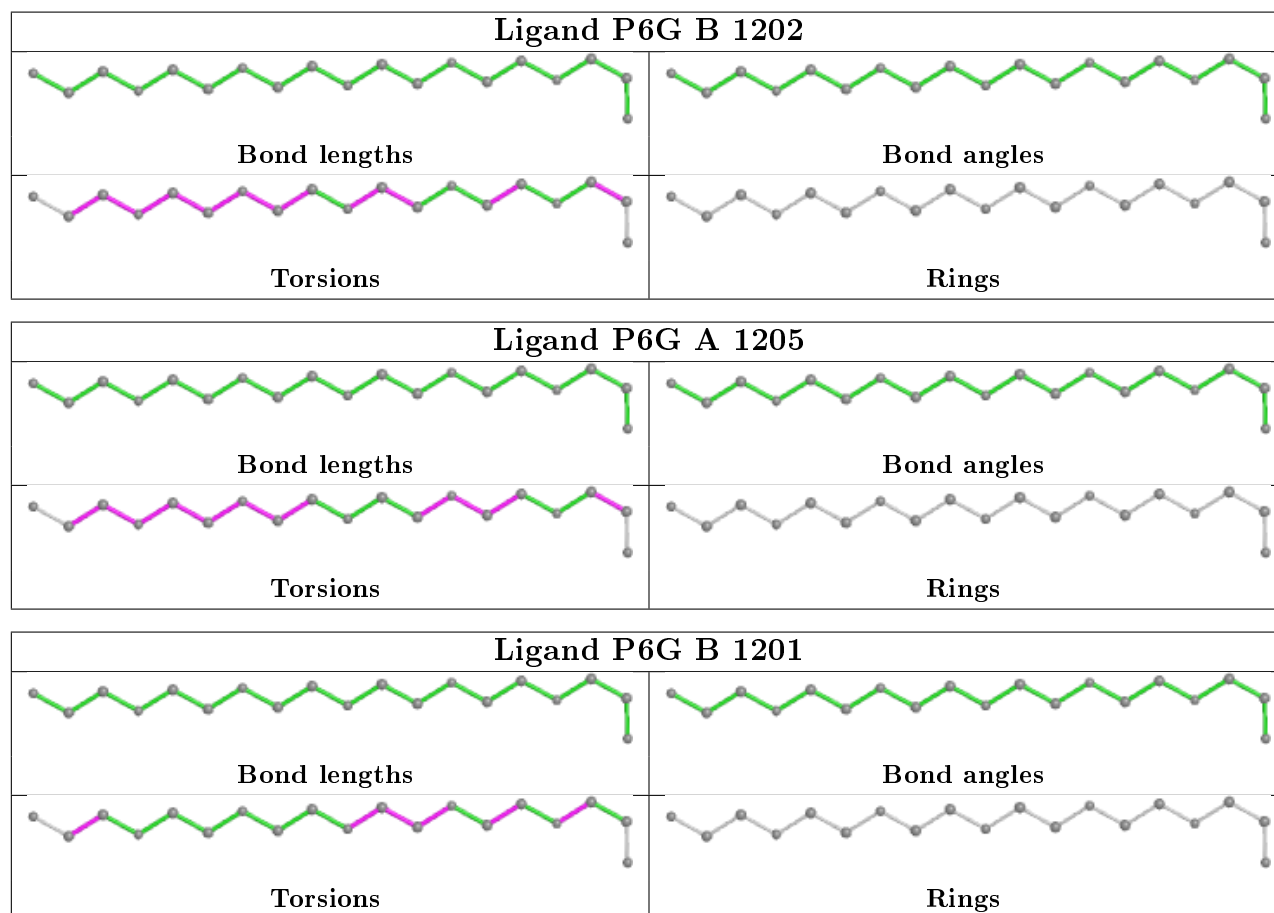 Ligand P6G B 1202
Bond lengths
Bond angles
Torsions
Rings
Ligand P6G A 1205
Bond lengths
Bond angles
Torsions
Rings
Ligand P6G B 1201
Bond lengths
Bond angles
Torsions
Rings